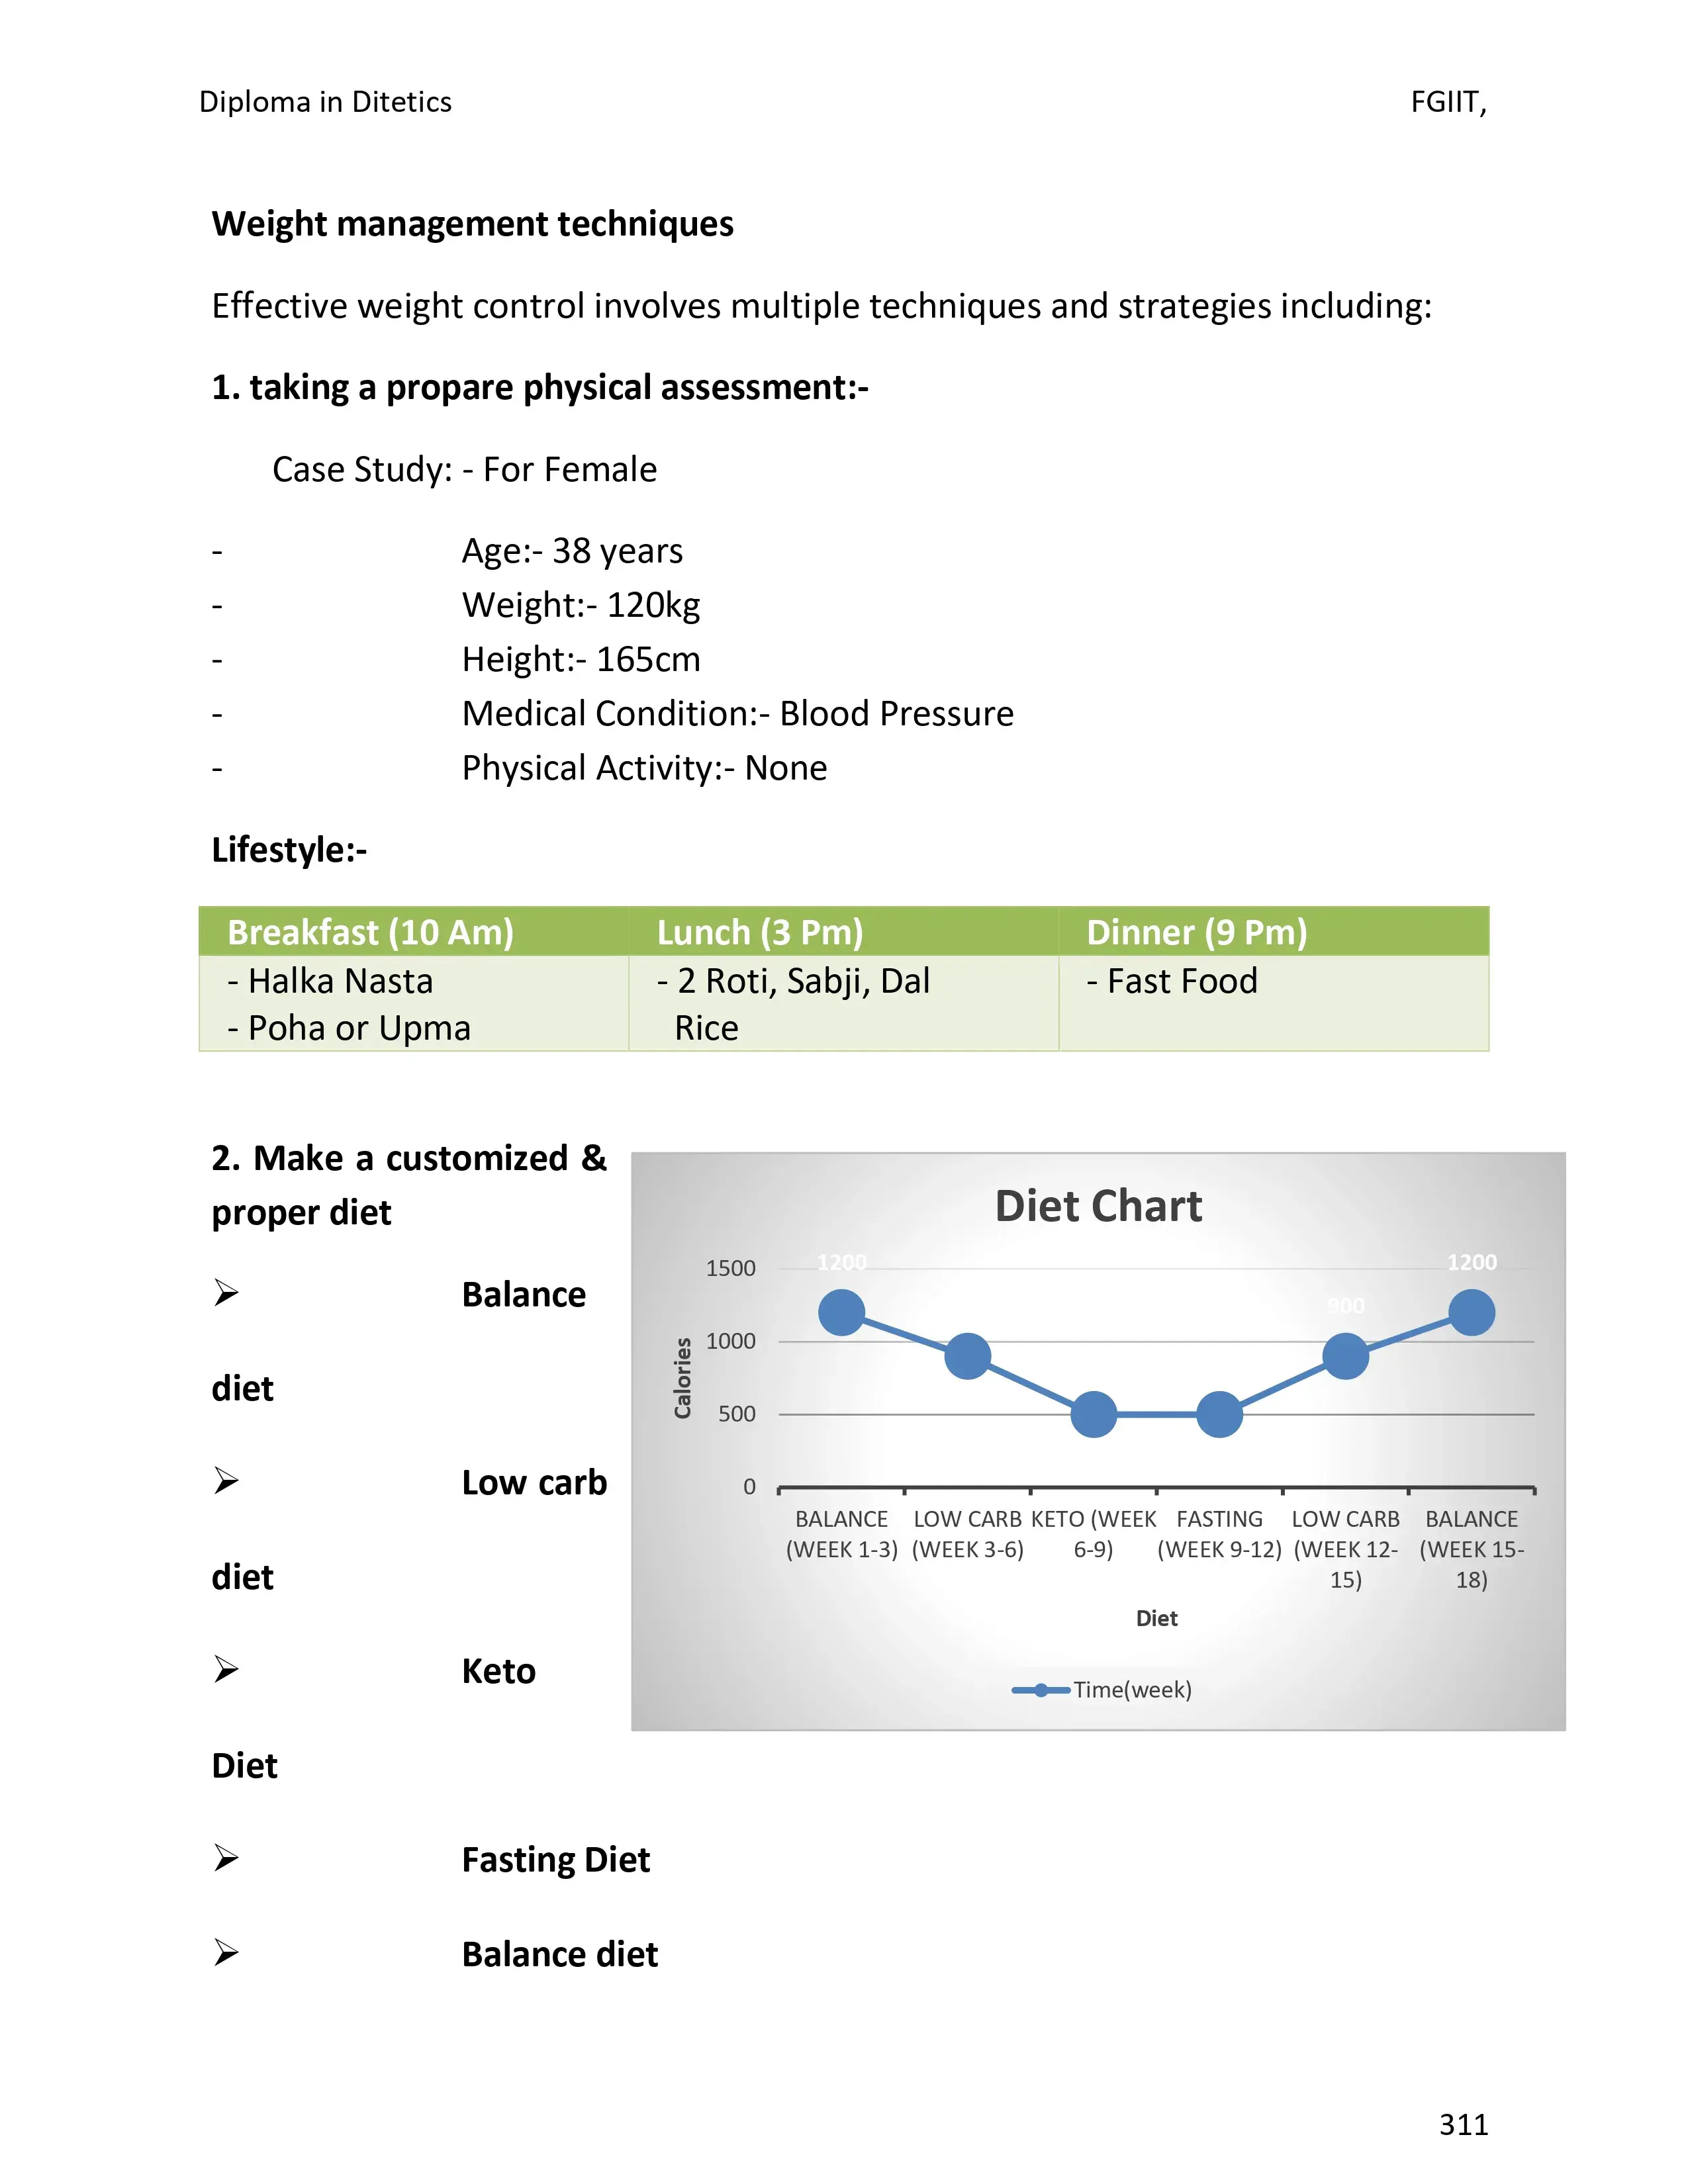 Diploma in Ditetics FGIIT,
Weight management techniques
Effective weight control involves multiple techniques and strategies including:
1. taking a propare physical assessment:-
Case Study: - For Female
- Age:- 38 years
- Weight:- 120kg
- Height:- 165cm
- Medical Condition:- Blood Pressure
- Physical Activity:- None
Lifestyle:-
Breakfast (10 Am) Lunch (3 Pm) Dinner (9 Pm)
- Halka Nasta - 2 Roti, Sabji, Dal - Fast Food
- Poha or Upma Rice
2. Make a customized &
proper diet
➢ Balance
diet
➢ Low carb
diet
➢ Keto
Diet
➢ Fasting Diet
➢ Balance diet
Diet Chart
1200 1200
900
1500
1000
500
0
Calories
BALANCE LOW CARB KETO (WEEK FASTING LOW CARB BALANCE
(WEEK 1-3) (WEEK 3-6) 6-9) (WEEK 9-12) (WEEK 12- (WEEK 15-
15) 18)
Diet
Time(week)
311